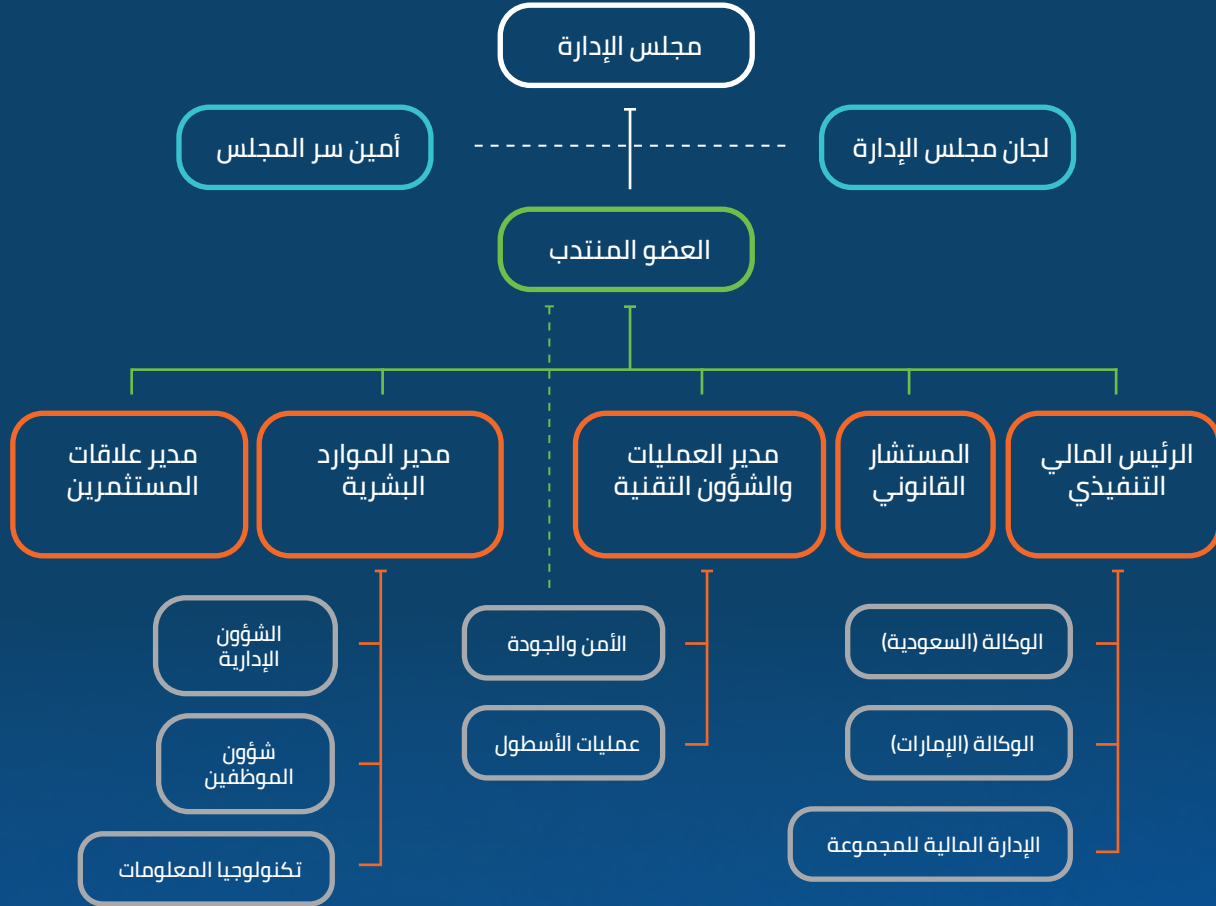 مجلس الإدارة
لجان مجلس الإدارة
أمين سر المجلس
العضو المنتدب
الرئيس المالي
التنفيذي
المستشار
القانوني
مدير العمليات
والشؤون التقنية
مدير الموارد
البشرية
مدير علاقات
المستثمرين
الوكالة (السعودية)
الوكالة (الإمارات)
الإدارة المالية للمجموعة
الأمن والجودة
عمليات الأسطول
الشؤون
الإدارية
شؤون
الموظفين
تكنولوجيا المعلومات